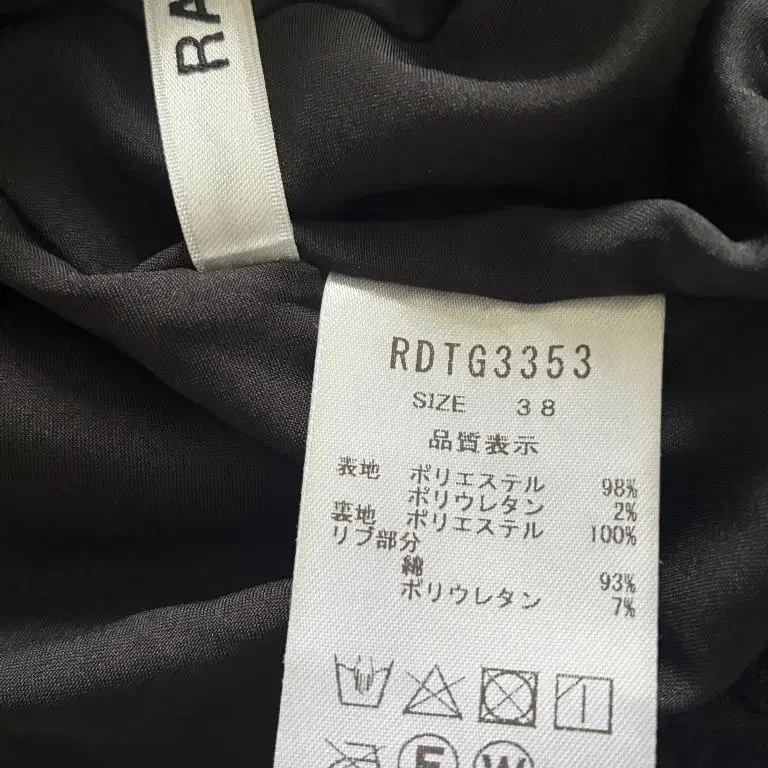 RA
RDTG3353
SIZE 38
品質表示
表地 ポリエステル 98%
ポリウレタン 2%
裏地 ポリエステル 100%
リブ部分
綿 93%
ポリウレタン 7%
F W